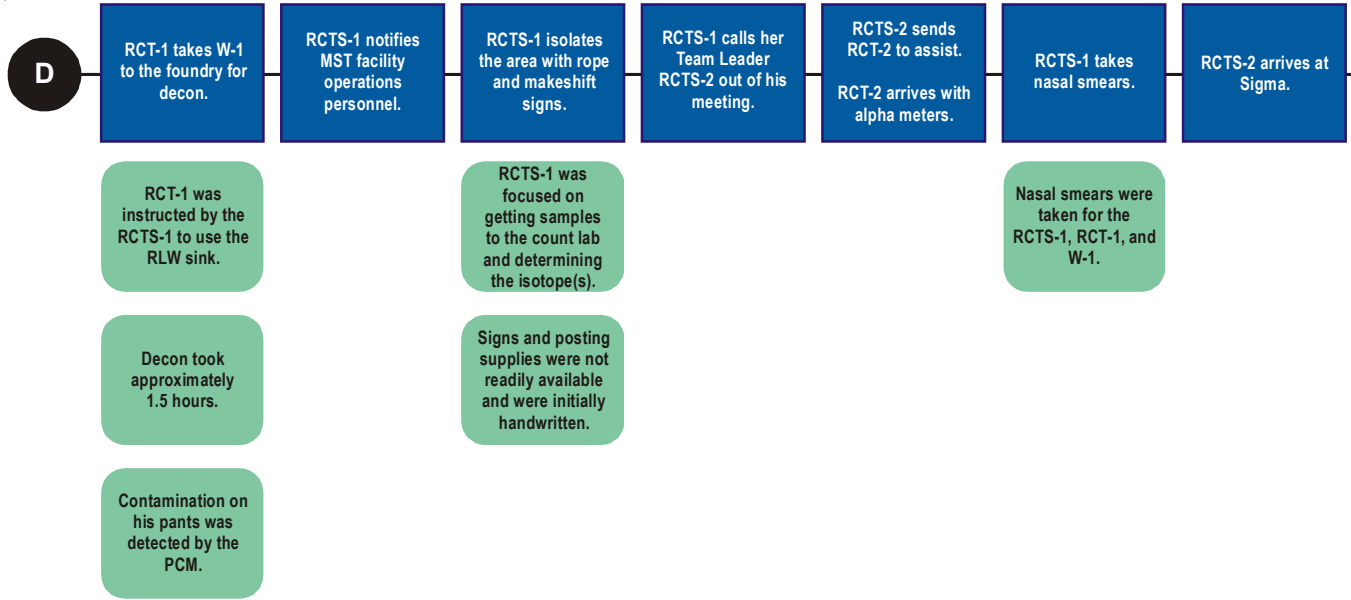 D
RCT-1 takes W-1
to the foundry for
decon.
RCTS-1 notifies
MST facility
operations
personnel.
RCTS-1 isolates
the area with rope
and makeshift
signs.
RCTS-1 calls her
Team Leader
RCTS-2 out of his
meeting.
RCTS-2 sends
RCT-2 to assist.
RCT-2 arrives with
alpha meters.
RCTS-1 takes
nasal smears.
RCTS-2 arrives at
Sigma.
RCT-1 was
instructed by the
RCTS-1 to use the
RLW sink.
Decon took
approximately
1.5 hours.
Contamination on
his pants was
detected by the
PCM.
RCTS-1 was
focused on
getting samples
to the count lab
and determining
the isotope(s).
Signs and posting
supplies were not
readily available
and were initially
handwritten.
Nasal smears were
taken for the
RCTS-1, RCT-1, and
W-1.